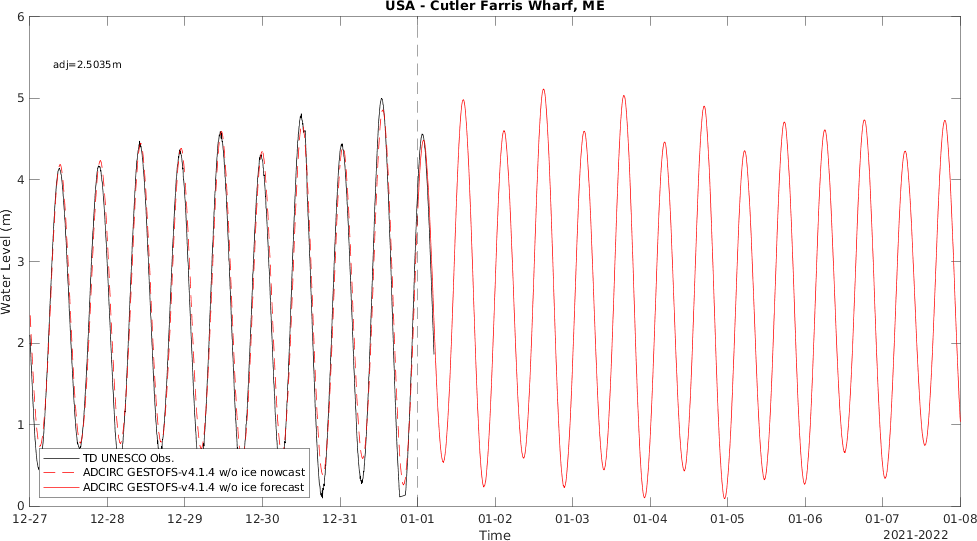 USA - Cutler Farris Wharf, ME
adj=2.5035m
Water Level (m)
6
5
4
3
2
1
0
TD UNESCO Obs.
ADCIRC GESTOFS-v4.1.4 w/o ice nowcast
ADCIRC GESTOFS-v4.1.4 w/o ice forecast
12-27 12-28 12-29 12-30 12-31 01-01 01-02 01-03 01-04 01-05 01-06 01-07 01-08
Time
2021-2022